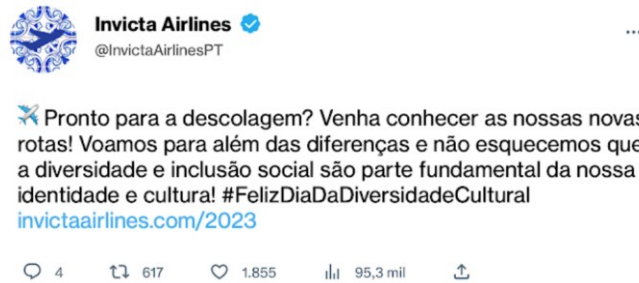 Invicta Airlines
@InvictaAirlinesPT
✈️ Pronto para a descolagem? Venha conhecer as nossas novas
rotas! Voamos para além das diferenças e não esquecemos que
a diversidade e inclusão social são parte fundamental da nossa
identidade e cultura! #FelizDiaDaDiversidadeCultural
invictaairlines.com/2023
4 617 1.855 95,3 mil